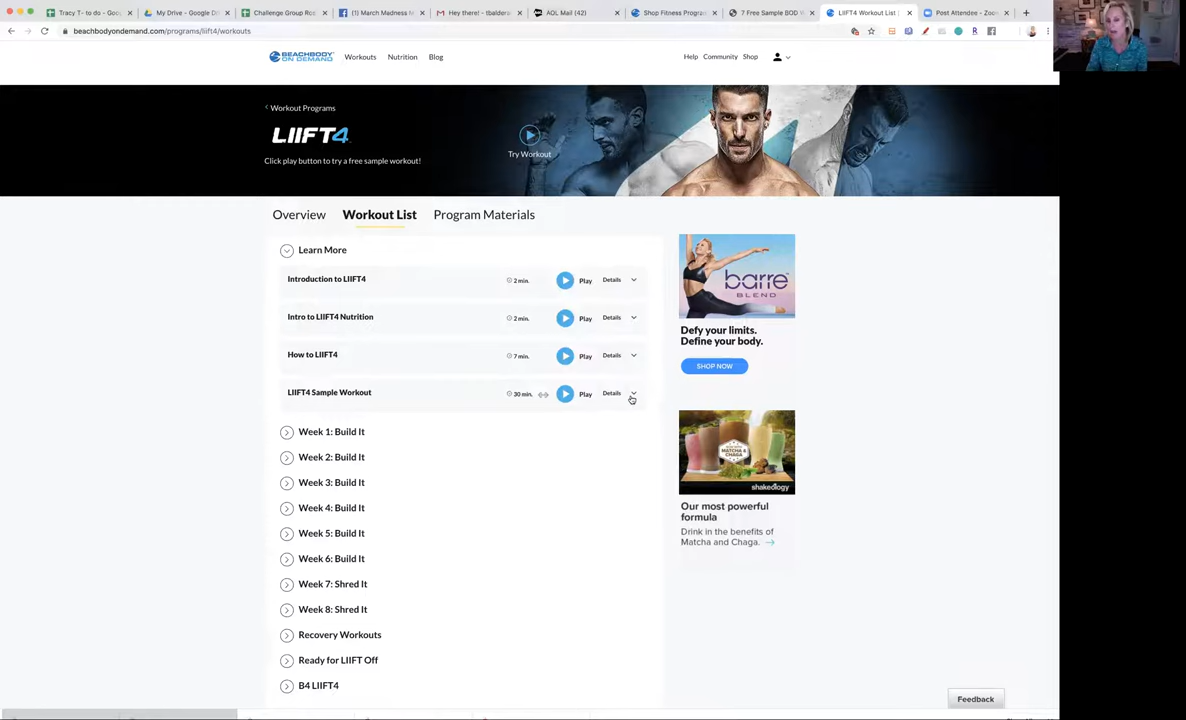 Tracy T- to do - Goog
My Drive - Google Dr
Challenge Group Ros
(1) March Madness M
Hey there! - tbalderm
AOL Mail (42)
Shop Fitness Program
7 Free Sample BOD W
LIIFT4 Workout List |
Post Attendee - Zoom
beachbodyondemand.com/programs/liift4/workouts
BEACHBODY
ON DEMAND
Workouts
Nutrition
Blog
Help
Community
Shop
Workout Programs
LIIFT4
Click play button to try a free sample workout!
Try Workout
Overview
Workout List
Program Materials
Learn More
Introduction to LIIFT4
2 min.
Play
Details
Intro to LIIFT4 Nutrition
2 min.
Play
Details
How to LIIFT4
7 min.
Play
Details
LIIFT4 Sample Workout
30 min.
Play
Details
Week 1: Build It
Week 2: Build It
Week 3: Build It
Week 4: Build It
Week 5: Build It
Week 6: Build It
Week 7: Shred It
Week 8: Shred It
Recovery Workouts
Ready for LIIFT Off
B4 LIIFT4
barre
BLEND
Defy your limits.
Define your body.
SHOP NOW
MATCHA &
CHAGA
shakeology
Our most powerful
formula
Drink in the benefits of
Matcha and Chaga.
Feedback